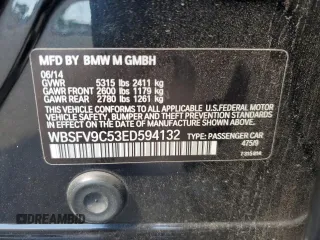 MFD BY BMW M GMBH
06/14
GVWR 5315 lbs 2411 kg
GAWR FRONT 2600 lbs 1179 kg
GAWR REAR 2780 lbs 1261 kg
THIS VEHICLE CONFORMS TO ALL APPLICABLE
FEDERAL MOTOR VEHICLE SAFETY, BUMPER
AND THEFT PREVENTION STANDARDS IN EFFECT
ON THE DATE OF MANUFACTURE SHOWN ABOVE.
WBSFV9C53ED594132 TYPE: PASSENGER CAR
475/9
DREAMBID